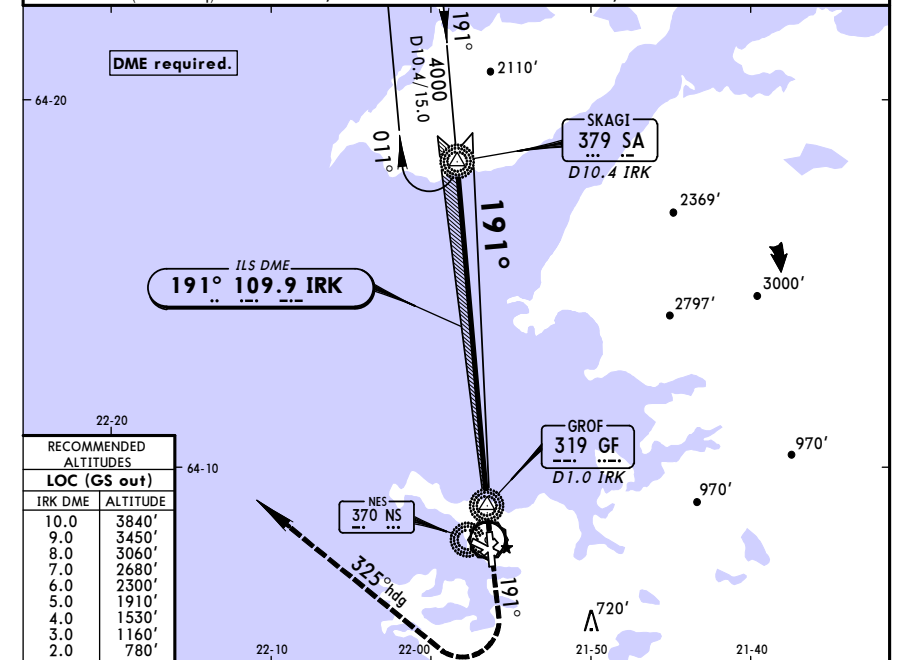 191°
4000
D10.4/15.0
011°
DME required.
2110'
64-20
SKAGI
379 SA
D10.4 IRK
2369'
191°
ILS DME
191° 109.9 IRK
3000'
2797'
22-20
GROF
319 GF
D1.0 IRK
970'
64-10
970'
NES
370 NS
RECOMMENDED
ALTITUDES
LOC (GS out)
IRK DME ALTITUDE
10.0 3840'
9.0 3450'
8.0 3060'
7.0 2680'
6.0 2300'
5.0 1910'
4.0 1530'
3.0 1160'
2.0 780'
325° hdg
191°
720'
22-10
22-00
21-50
21-40